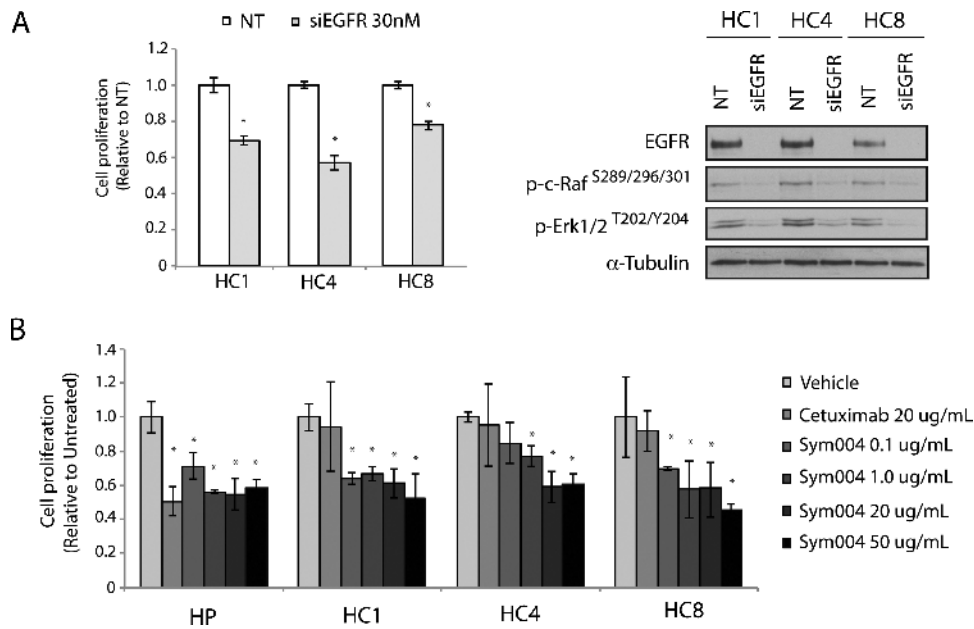 A
NT siEGFR 30nM
Cell proliferation
(Relative to NT)
1.2
1.0
0.8
0.6
0.4
0.2
0
*
*
*
HC1 HC4 HC8
HC1 HC4 HC8
NT siEGFR NT siEGFR NT siEGFR
EGFR
p-c-Raf S289/296/301
p-Erk1/2 T202/Y204
α-Tubulin
B
Cell proliferation
(Relative to Untreated)
1.4
1.2
1.0
0.8
0.6
0.4
0.2
0
* * * * *
* * * *
* * *
* * * *
HP HC1 HC4 HC8
Vehicle
Cetuximab 20 ug/mL
Sym004 0.1 ug/mL
Sym004 1.0 ug/mL
Sym004 20 ug/mL
Sym004 50 ug/mL